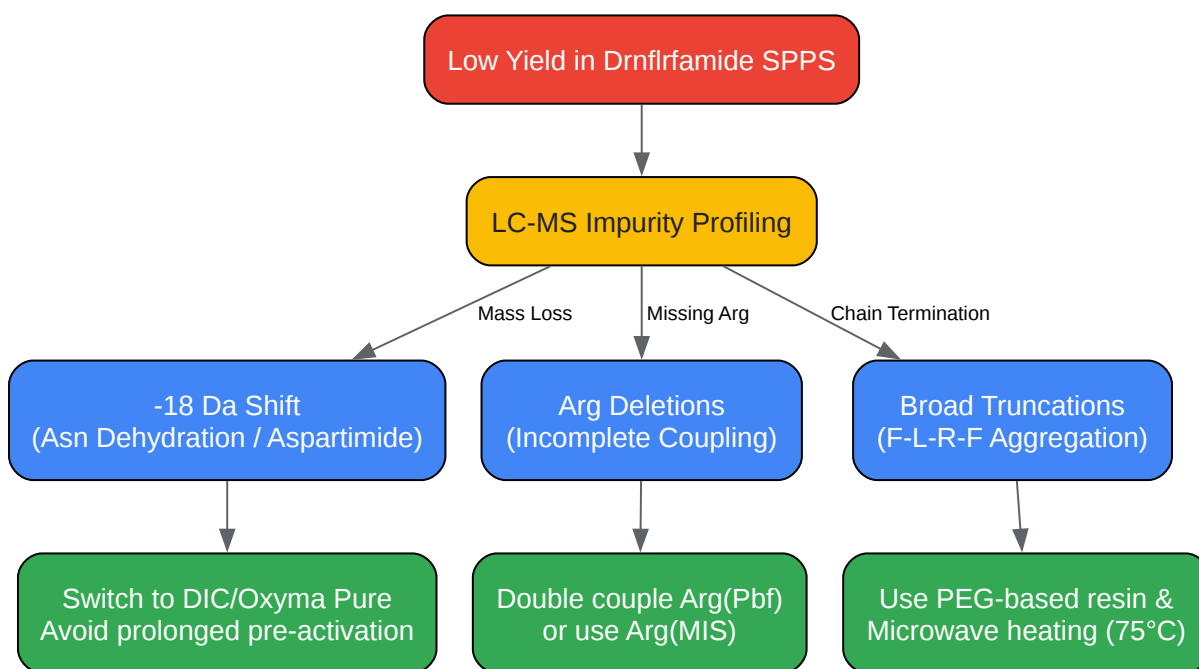 Low Yield in Drnflrfamide SPPS
LC-MS Impurity Profiling
Mass Loss
Missing Arg
Chain Termination
-18 Da Shift
(Asn Dehydration / Aspartimide)
Arg Deletions
(Incomplete Coupling)
Broad Truncations
(F-L-R-F Aggregation)
Switch to DIC/Oxyma Pure
Avoid prolonged pre-activation
Double couple Arg(Pbf)
or use Arg(MIS)
Use PEG-based resin &
Microwave heating (75°C)